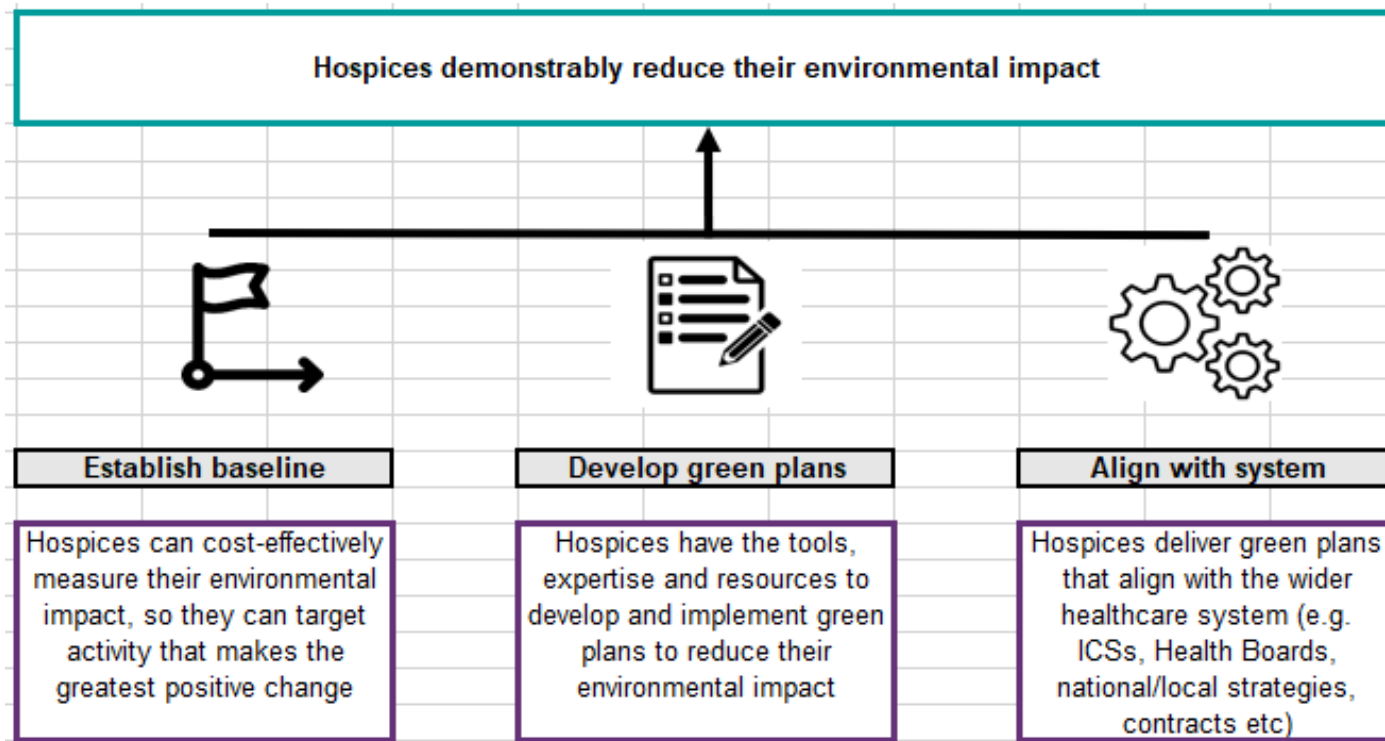 Hospices demonstrably reduce their environmental impact
Establish baseline
Hospices can cost-effectively
measure their environmental
impact, so they can target
activity that makes the
greatest positive change
Develop green plans
Hospices have the tools,
expertise and resources to
develop and implement green
plans to reduce their
environmental impact
Align with system
Hospices deliver green plans
that align with the wider
healthcare system (e.g.
ICSs, Health Boards,
national/local strategies,
contracts etc)